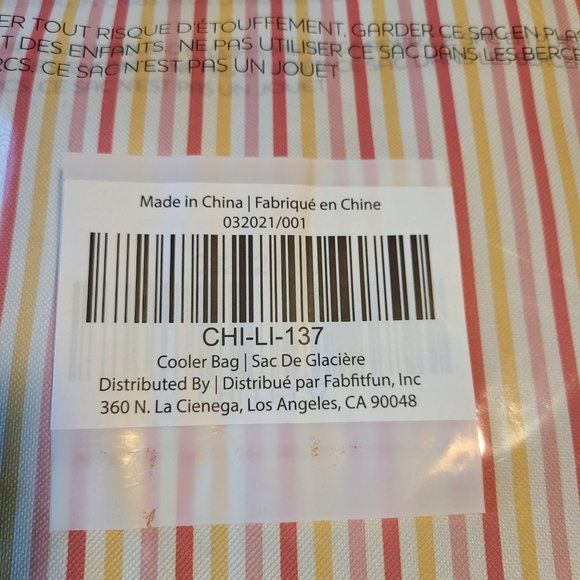 ER TOUT RISQUE D'ÉTOUFFEMENT, GARDER CE SAC EN PLAS
T DES ENFANTS. NE PAS UTILISER CE SAC DANS LES BERCE
RCS. CE SAC N'EST PAS UN JOUET
Made in China | Fabriqué en Chine
032021/001
CHI-LI-137
Cooler Bag | Sac De Glacière
Distributed By | Distribué par Fabfitfun, Inc
360 N. La Cienega, Los Angeles, CA 90048